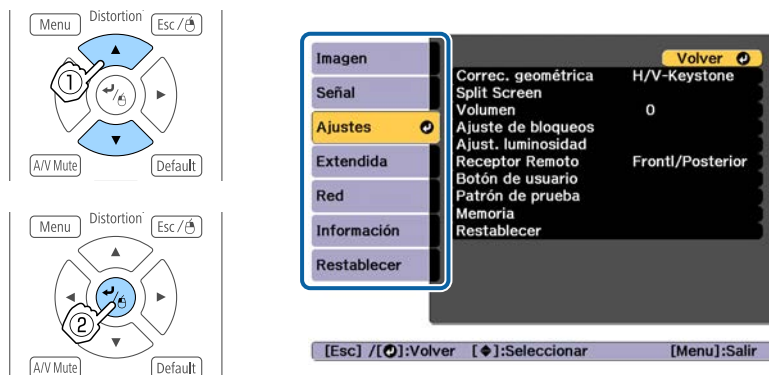 Menu Distortion Esc /
①
A/V Mute Default
Menu Distortion Esc /
②
A/V Mute Default
Imagen
Señal
Ajustes
Extendida
Red
Información
Restablecer
Volver
Correc. geométrica H/V-Keystone
Split Screen
Volumen 0
Ajuste de bloqueos
Ajust. luminosidad
Receptor Remoto Frontl/Posterior
Botón de usuario
Patrón de prueba
Memoria
Restablecer
[Esc] /[ ]:Volver [ ]:Seleccionar [Menu]:Salir